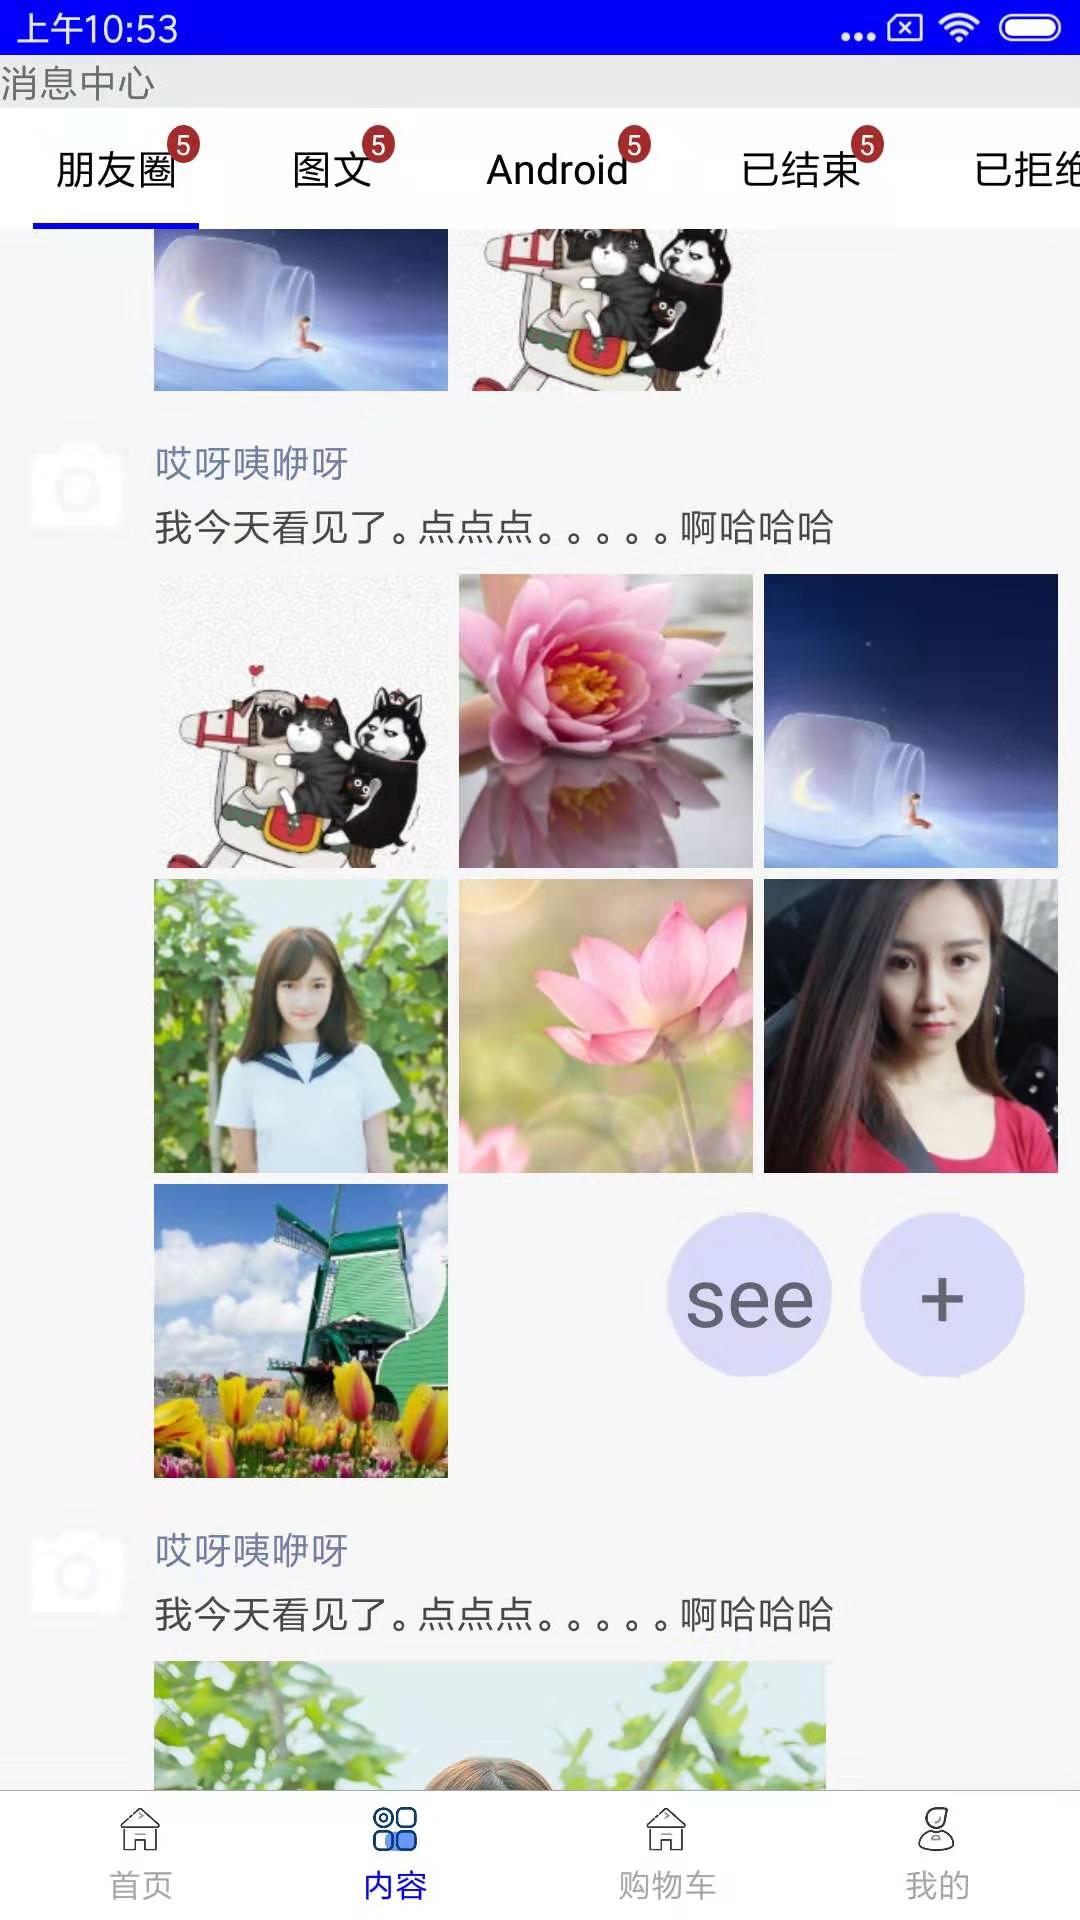 上午10:53
消息中心
朋友圈 5 图文 5 Android 5 已结束 5 已拒绝
哎呀咦咿呀
我今天看见了。点点点。。。。。啊哈哈哈
see +
哎呀咦咿呀
我今天看见了。点点点。。。。。啊哈哈哈
首页 内容 购物车 我的